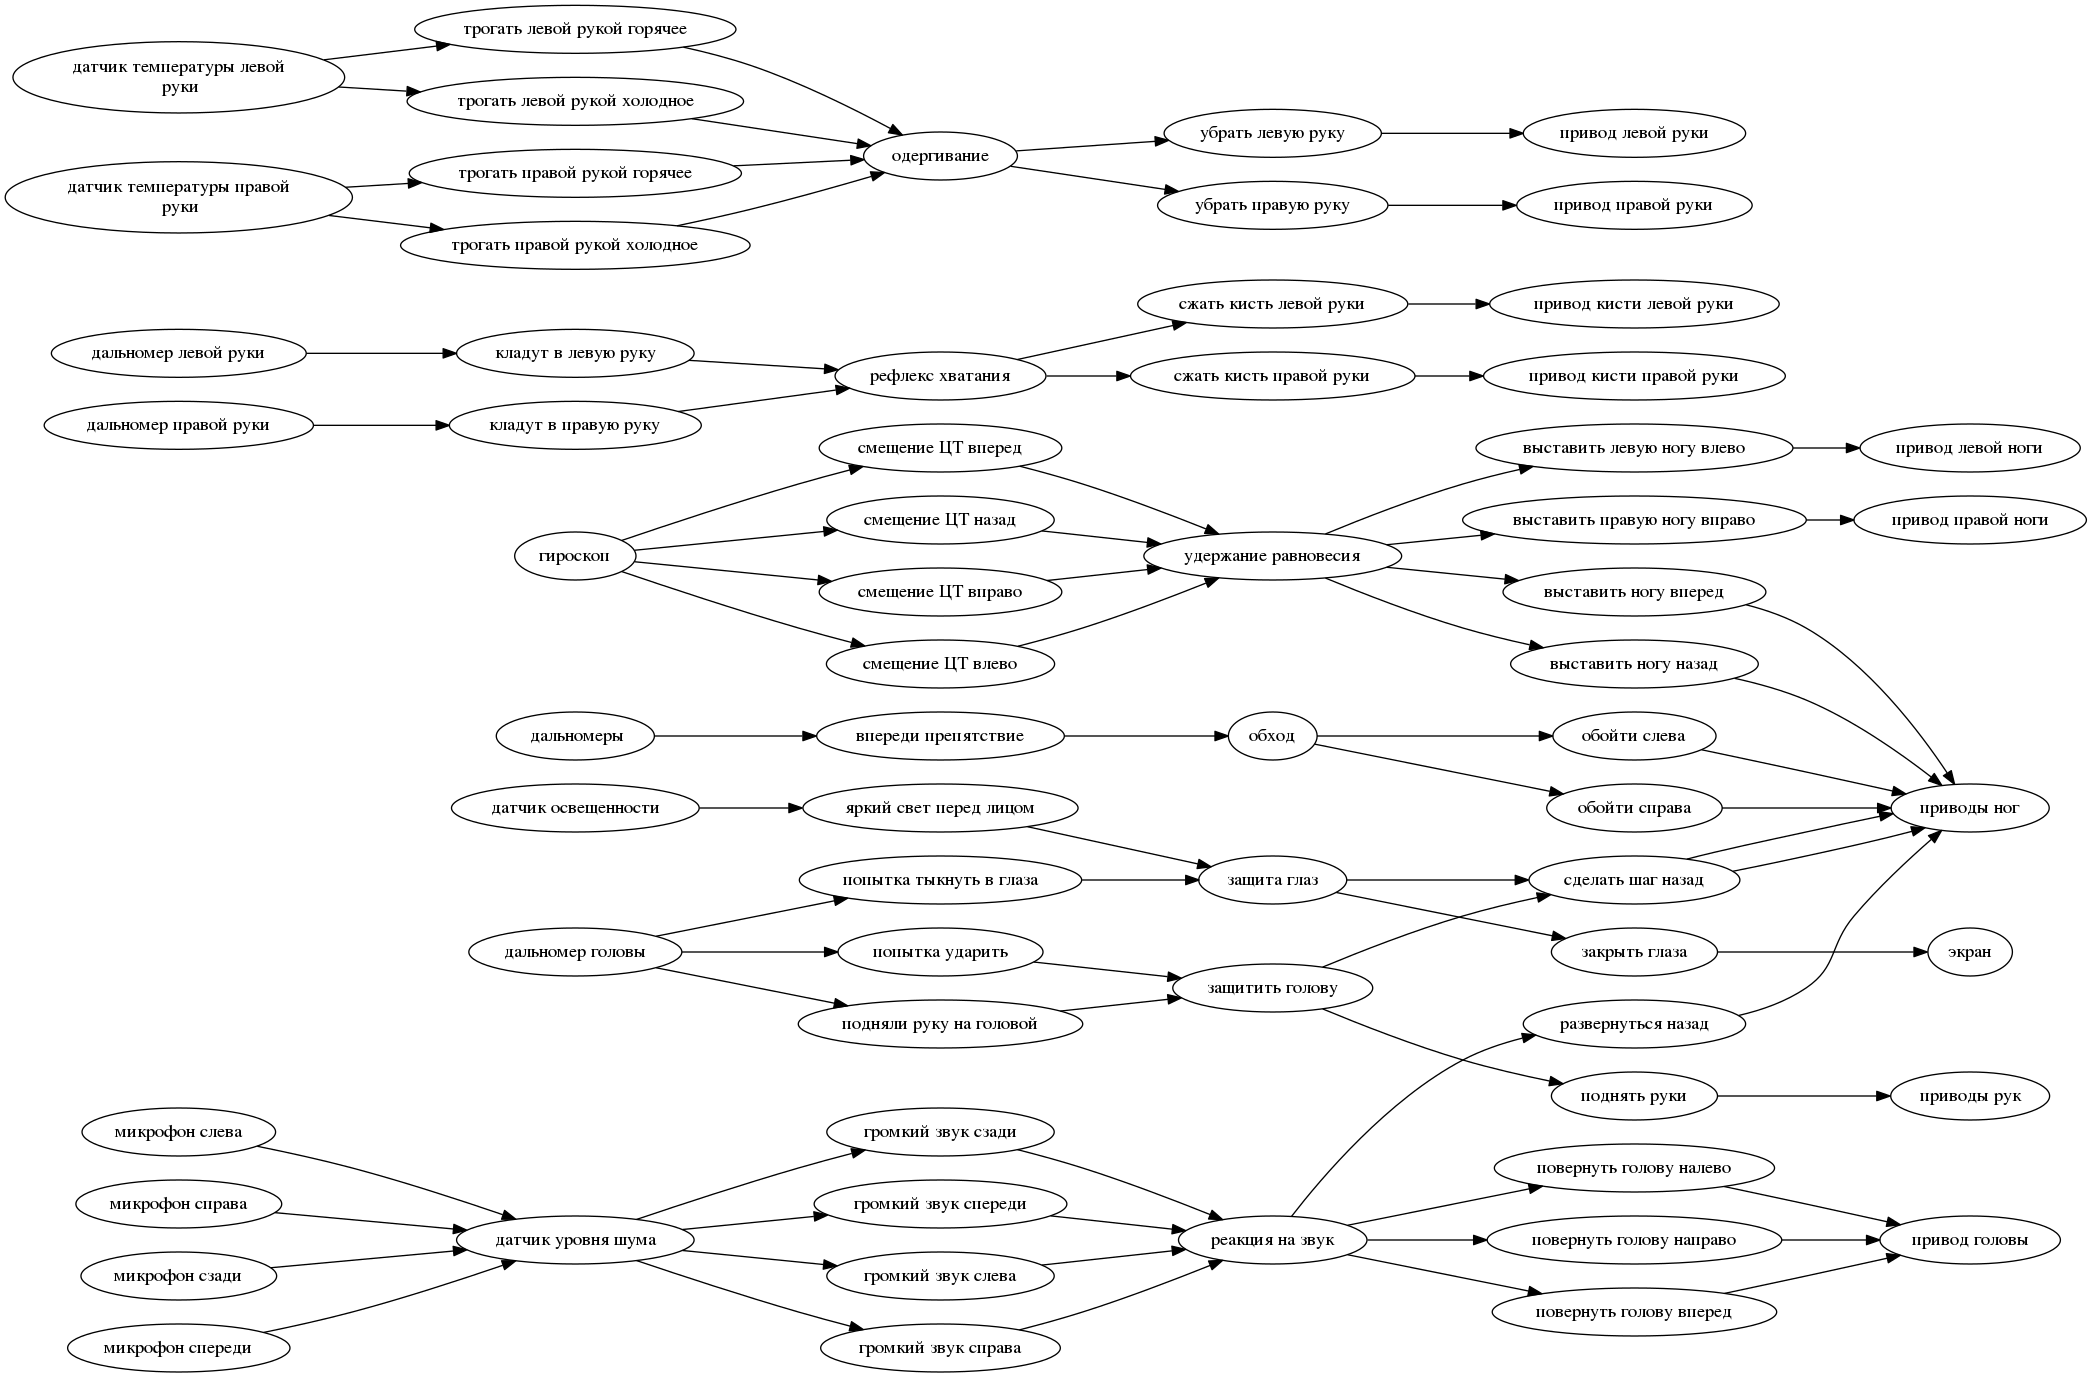 трогать левой рукой горячее
датчик температуры левой
руки
трогать левой рукой холодное
убрать левую руку
привод левой руки
одергивание
трогать правой рукой горячее
датчик температуры правой
руки
убрать правую руку
привод правой руки
трогать правой рукой холодное
сжать кисть левой руки
привод кисти левой руки
дальномер левой руки
кладут в левую руку
рефлекс хватания
сжать кисть правой руки
привод кисти правой руки
дальномер правой руки
кладут в правую руку
смещение ЦТ вперед
выставить левую ногу влево
привод левой ноги
смещение ЦТ назад
выставить правую ногу вправо
привод правой ноги
гироскоп
удержание равновесия
смещение ЦТ вправо
выставить ногу вперед
смещение ЦТ влево
выставить ногу назад
дальномеры
впереди препятствие
обход
обойти слева
датчик освещенности
яркий свет перед лицом
обойти справа
приводы ног
попытка тыкнуть в глаза
защита глаз
сделать шаг назад
дальномер головы
попытка ударить
закрыть глаза
экран
защитить голову
подняли руку на головой
развернуться назад
поднять руки
приводы рук
микрофон слева
громкий звук сзади
повернуть голову налево
микрофон справа
громкий звук спереди
датчик уровня шума
реакция на звук
повернуть голову направо
привод головы
микрофон сзади
громкий звук слева
повернуть голову вперед
микрофон спереди
громкий звук справа